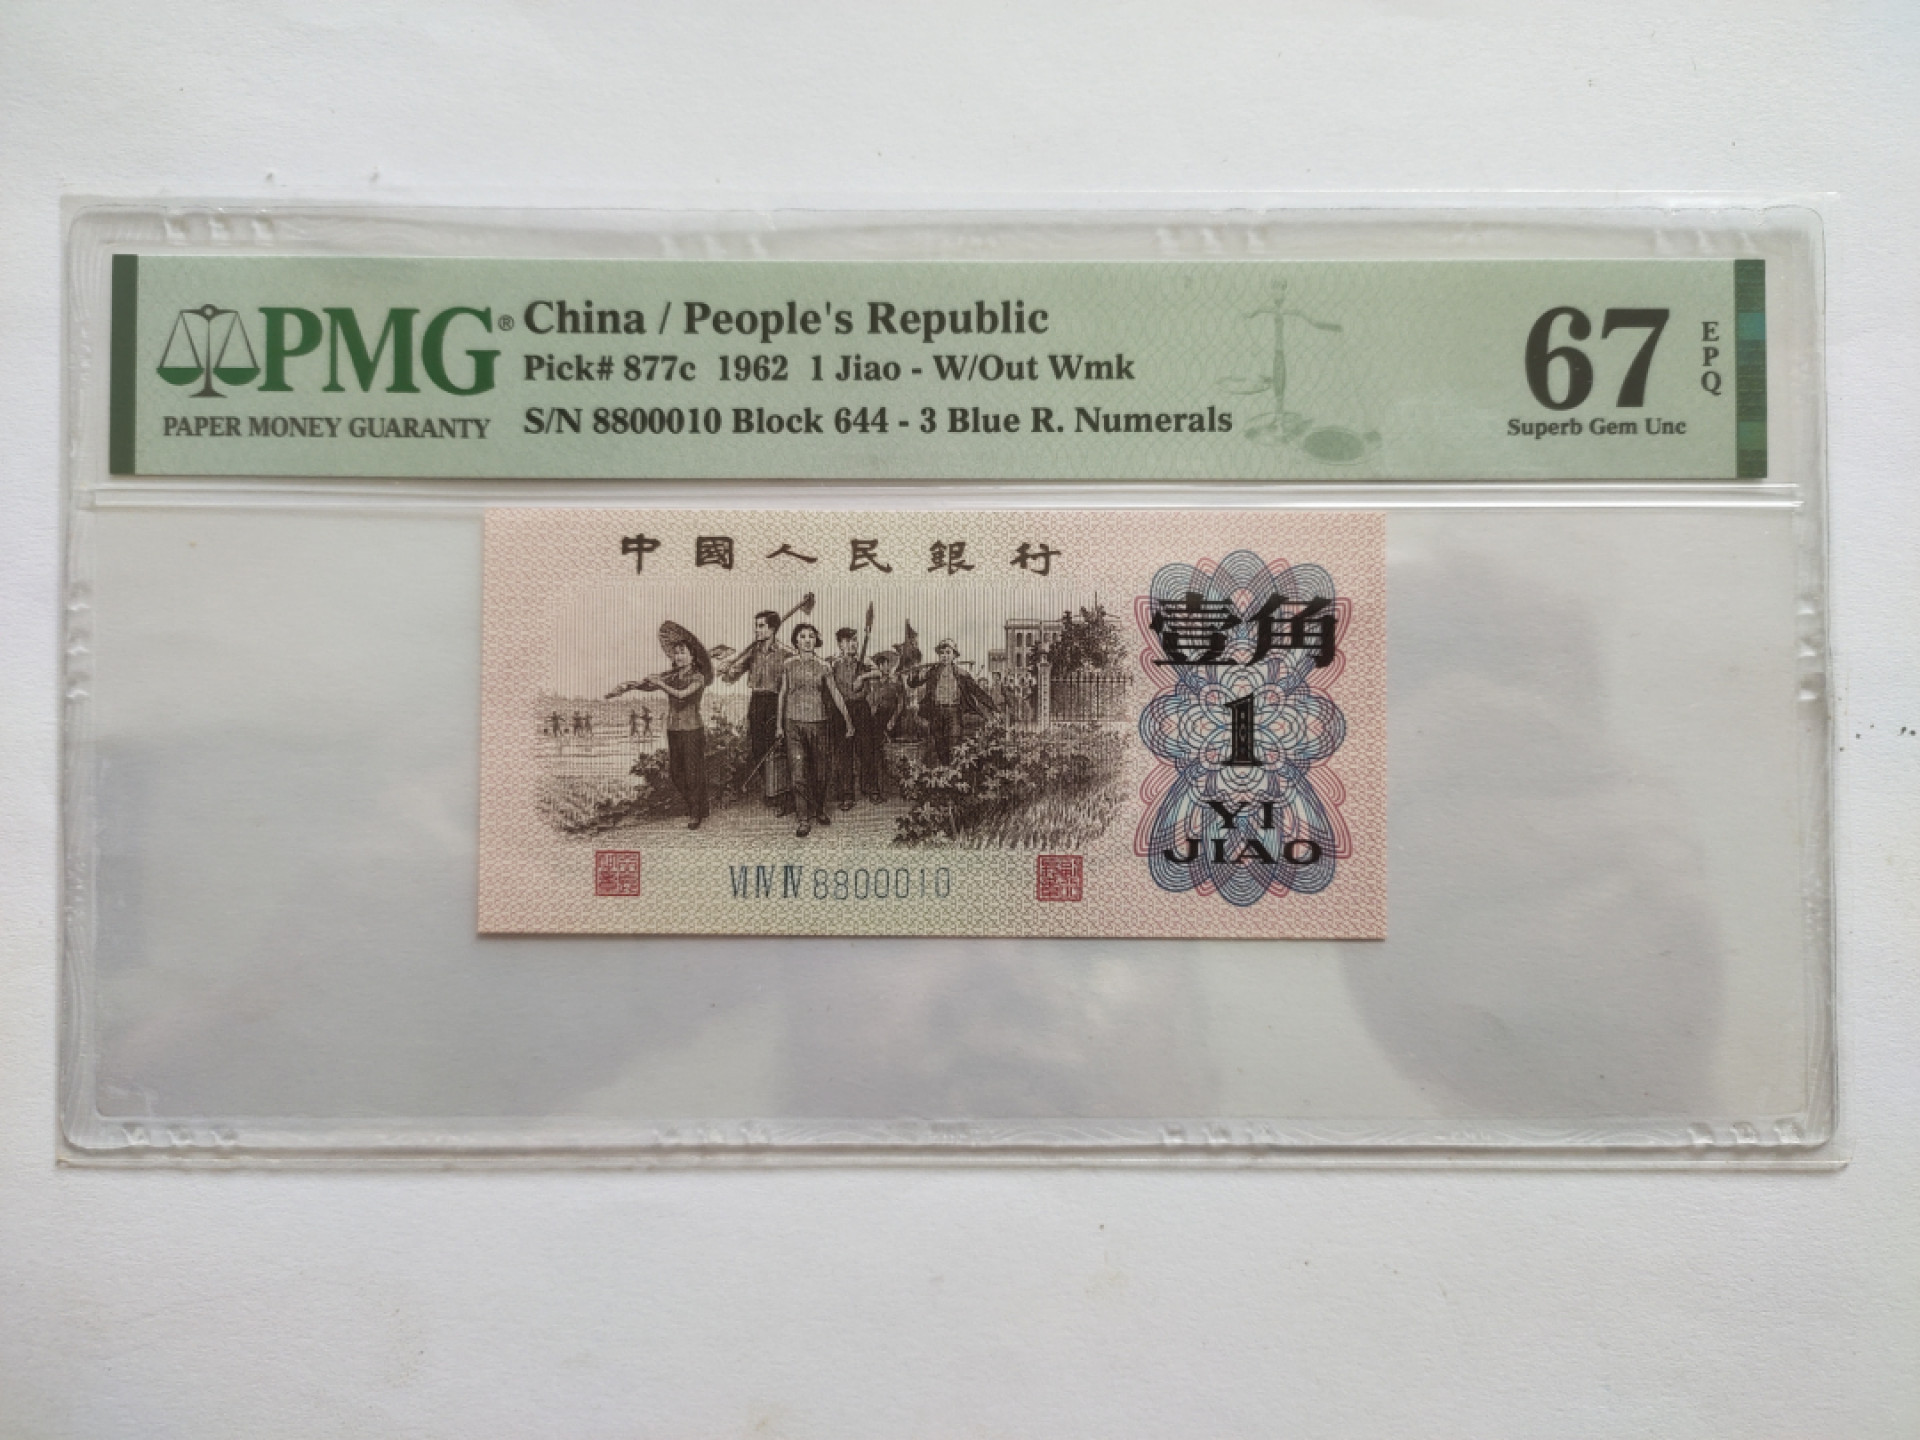 PMG®
PAPER MONEY GUARANTY
China / People's Republic
Pick# 877c 1962 1 Jiao - W/Out Wmk
S/N 8800010 Block 644 - 3 Blue R. Numerals
67
EPQ
Superb Gem Unc
中國人民銀行
壹角
1
YI
JIAO
VI IV IV 8800010